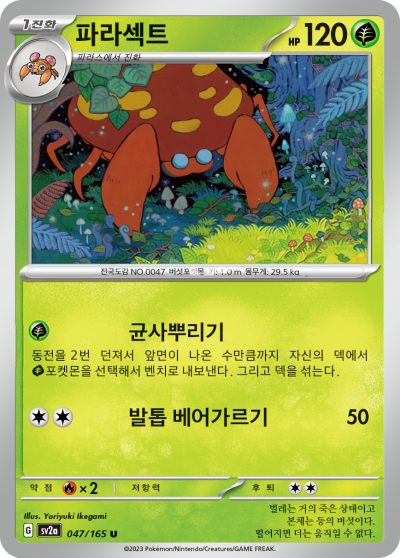 1진화 파라섹트 HP 120
파라스에서 진화
전국도감 NO.0047 버섯포켓몬 키: 1.0 m 몸무게: 29.5 kg
균사뿌리기
동전을 2번 던져서 앞면이 나온 수만큼까지 자신의 덱에서
포켓몬을 선택해서 벤치로 내보낸다. 그리고 덱을 섞는다.
발톱 베어가르기 50
약점 ×2 저항력 후퇴
Illus. Yoriyuki Ikegami
G sv2a 047/165 U
벌레는 거의 죽은 상태이고
본체는 등의 버섯이다.
떨어지면 더는 움직일 수 없다.
©2023 Pokémon/Nintendo/Creatures/GAME FREAK.